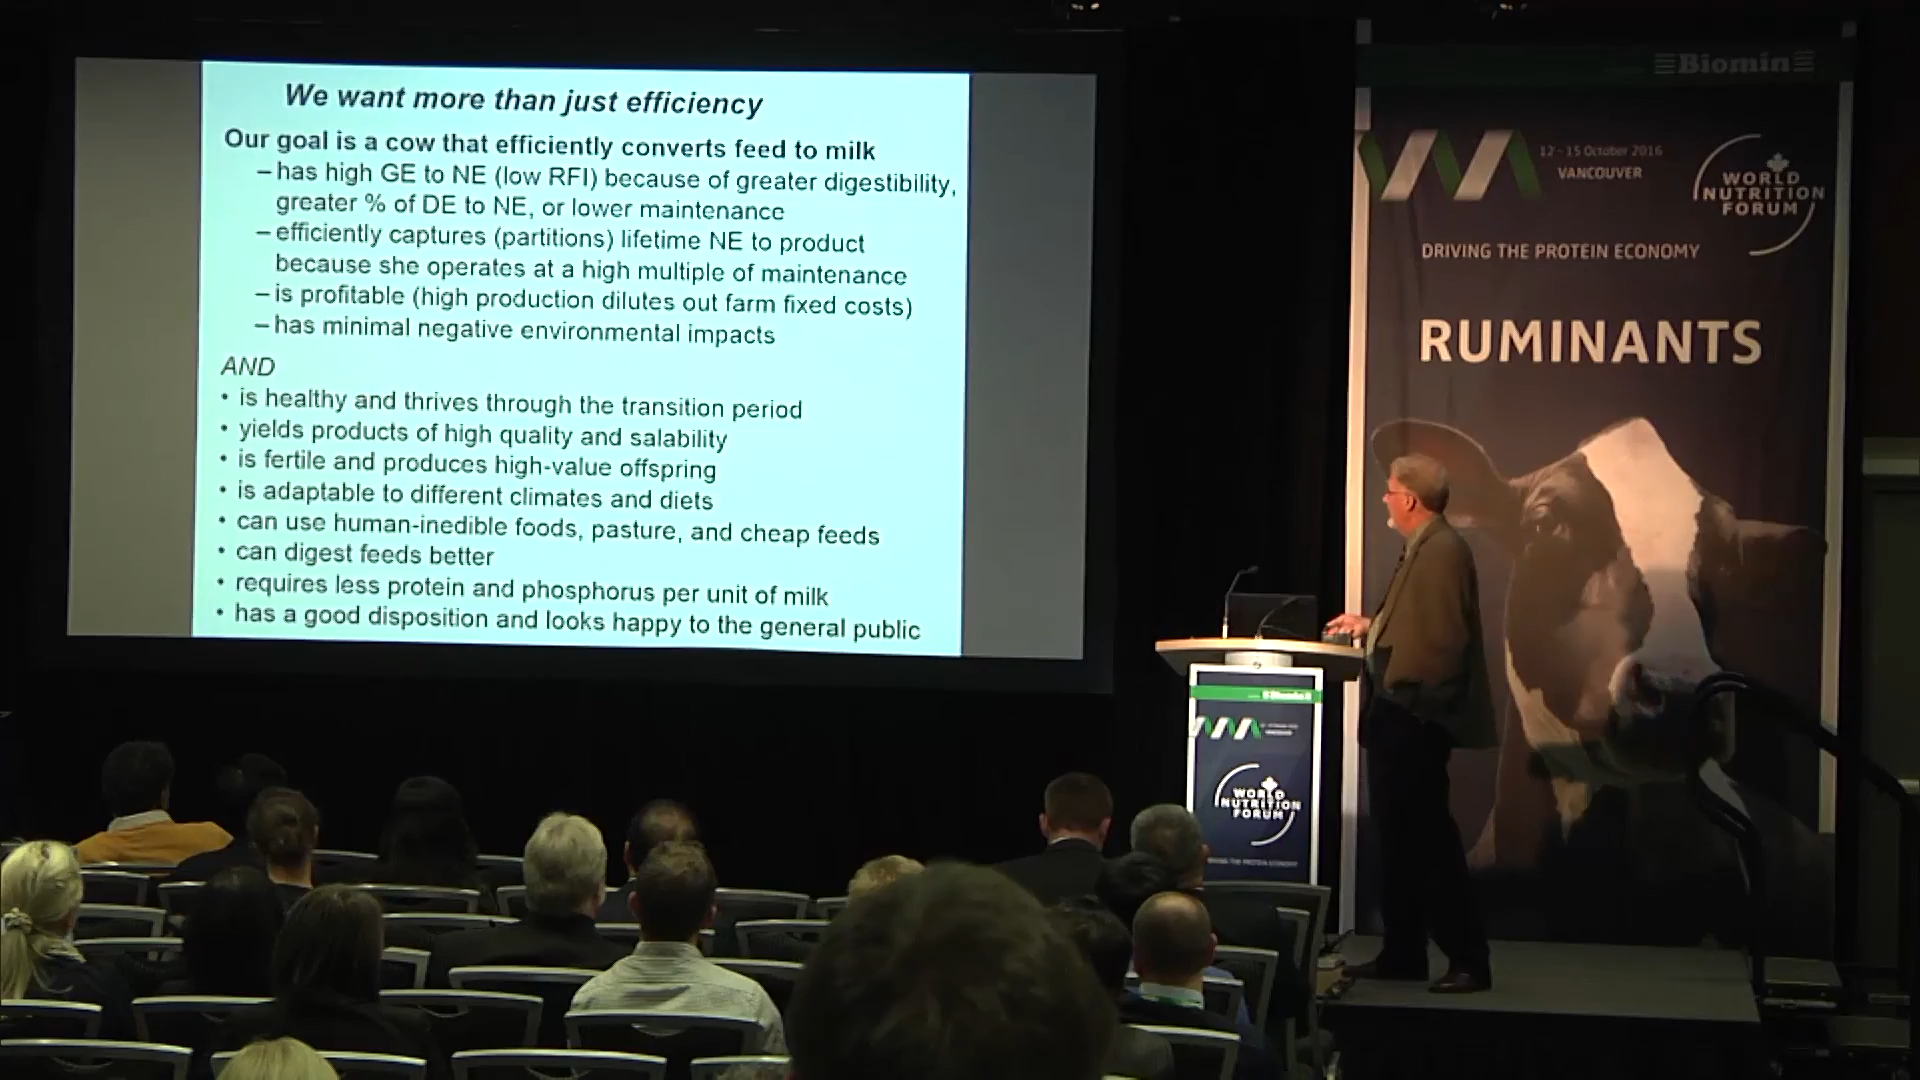 We want more than just efficiency
Our goal is a cow that efficiently converts feed to milk
– has high GE to NE (low RFI) because of greater digestibility,
greater % of DE to NE, or lower maintenance
– efficiently captures (partitions) lifetime NE to product
because she operates at a high multiple of maintenance
– is profitable (high production dilutes out farm fixed costs)
– has minimal negative environmental impacts
AND
• is healthy and thrives through the transition period
• yields products of high quality and salability
• is fertile and produces high-value offspring
• is adaptable to different climates and diets
• can use human-inedible foods, pasture, and cheap feeds
• can digest feeds better
• requires less protein and phosphorus per unit of milk
• has a good disposition and looks happy to the general public
Biomin
12-15 October 2016
VANCOUVER
WORLD
NUTRITION
FORUM
DRIVING THE PROTEIN ECONOMY
RUMINANTS
Biomin
WORLD
NUTRITION
FORUM